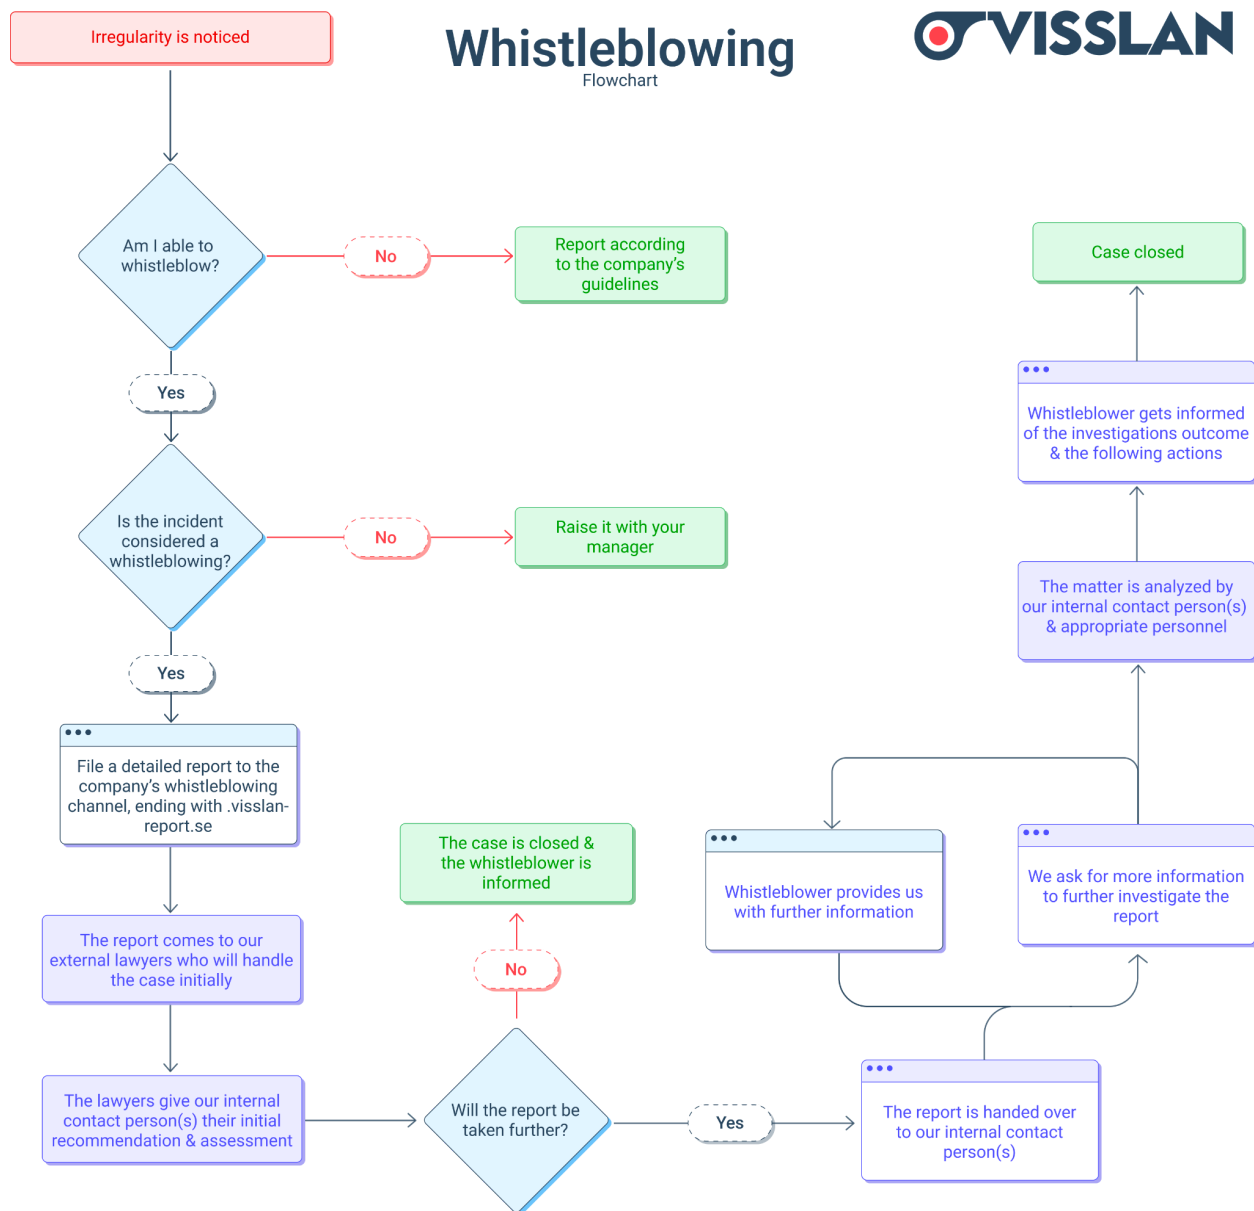 Irregularity is noticed
Whistleblowing
Flowchart
VISSLAN
Am I able to
whistleblow?
No
Report according
to the company's
guidelines
Yes
Is the incident
considered a
whistleblowing?
No
Raise it with your
manager
Yes
File a detailed report to the
company's whistleblowing
channel, ending with .visslan-
report.se
The report comes to our
external lawyers who will handle
the case initially
The lawyers give our internal
contact person(s) their initial
recommendation & assessment
Will the report be
taken further?
No
The case is closed &
the whistleblower is
informed
Yes
The report is handed over
to our internal contact
person(s)
We ask for more information
to further investigate the
report
Whistleblower provides us
with further information
The matter is analyzed by
our internal contact person(s)
& appropriate personnel
Whistleblower gets informed
of the investigations outcome
& the following actions
Case closed